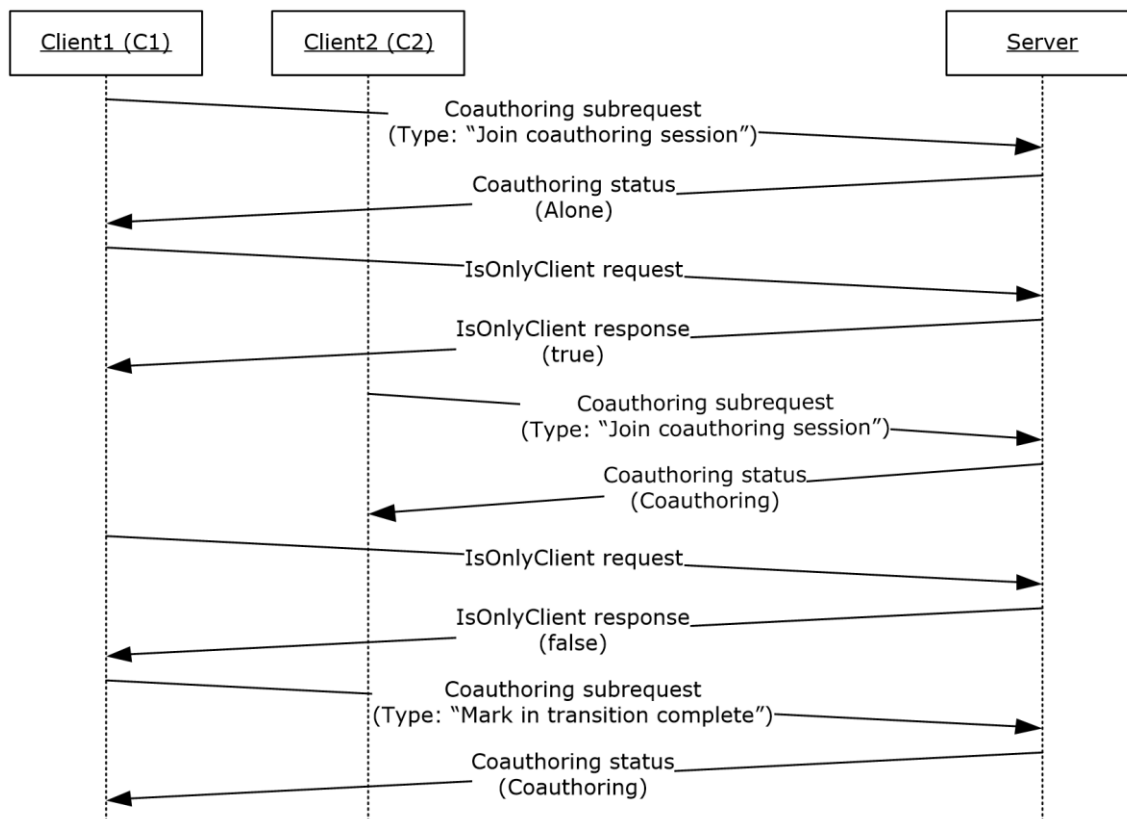 Client1 (C1)
Client2 (C2)
Server
Coauthoring subrequest
(Type: “Join coauthoring session”)
Coauthoring status
(Alone)
IsOnlyClient request
IsOnlyClient response
(true)
Coauthoring subrequest
(Type: “Join coauthoring session”)
Coauthoring status
(Coauthoring)
IsOnlyClient request
IsOnlyClient response
(false)
Coauthoring subrequest
(Type: “Mark in transition complete”)
Coauthoring status
(Coauthoring)